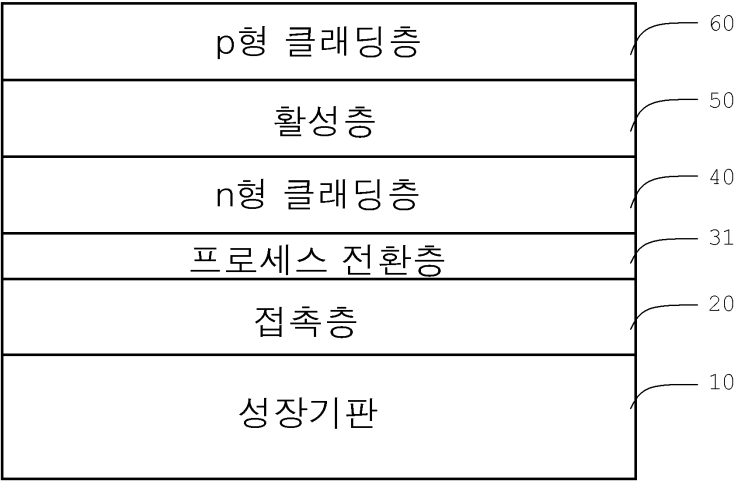 p형 클래딩층 60
활성층 50
n형 클래딩층 40
프로세스 전환층 31
접촉층 20
성장기판 10